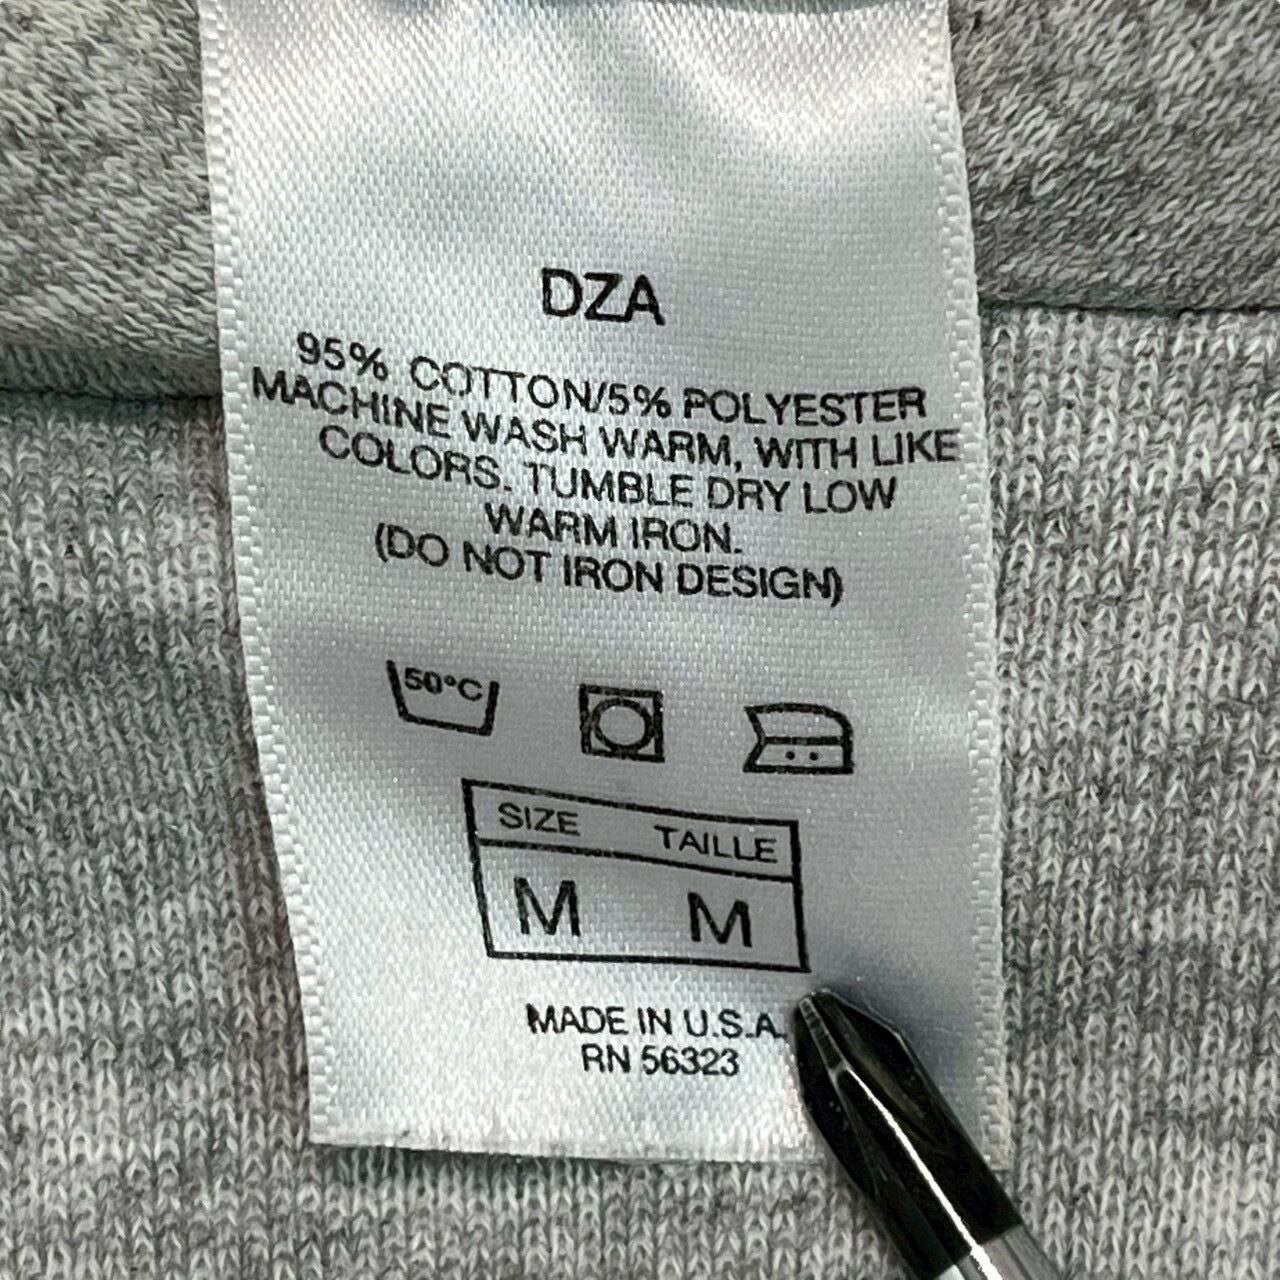 DZA
95% COTTON/5% POLYESTER
MACHINE WASH WARM, WITH LIKE
COLORS. TUMBLE DRY LOW
WARM IRON.
(DO NOT IRON DESIGN)
50°C
SIZE TAILLE
M M
MADE IN U.S.A.
RN 56323